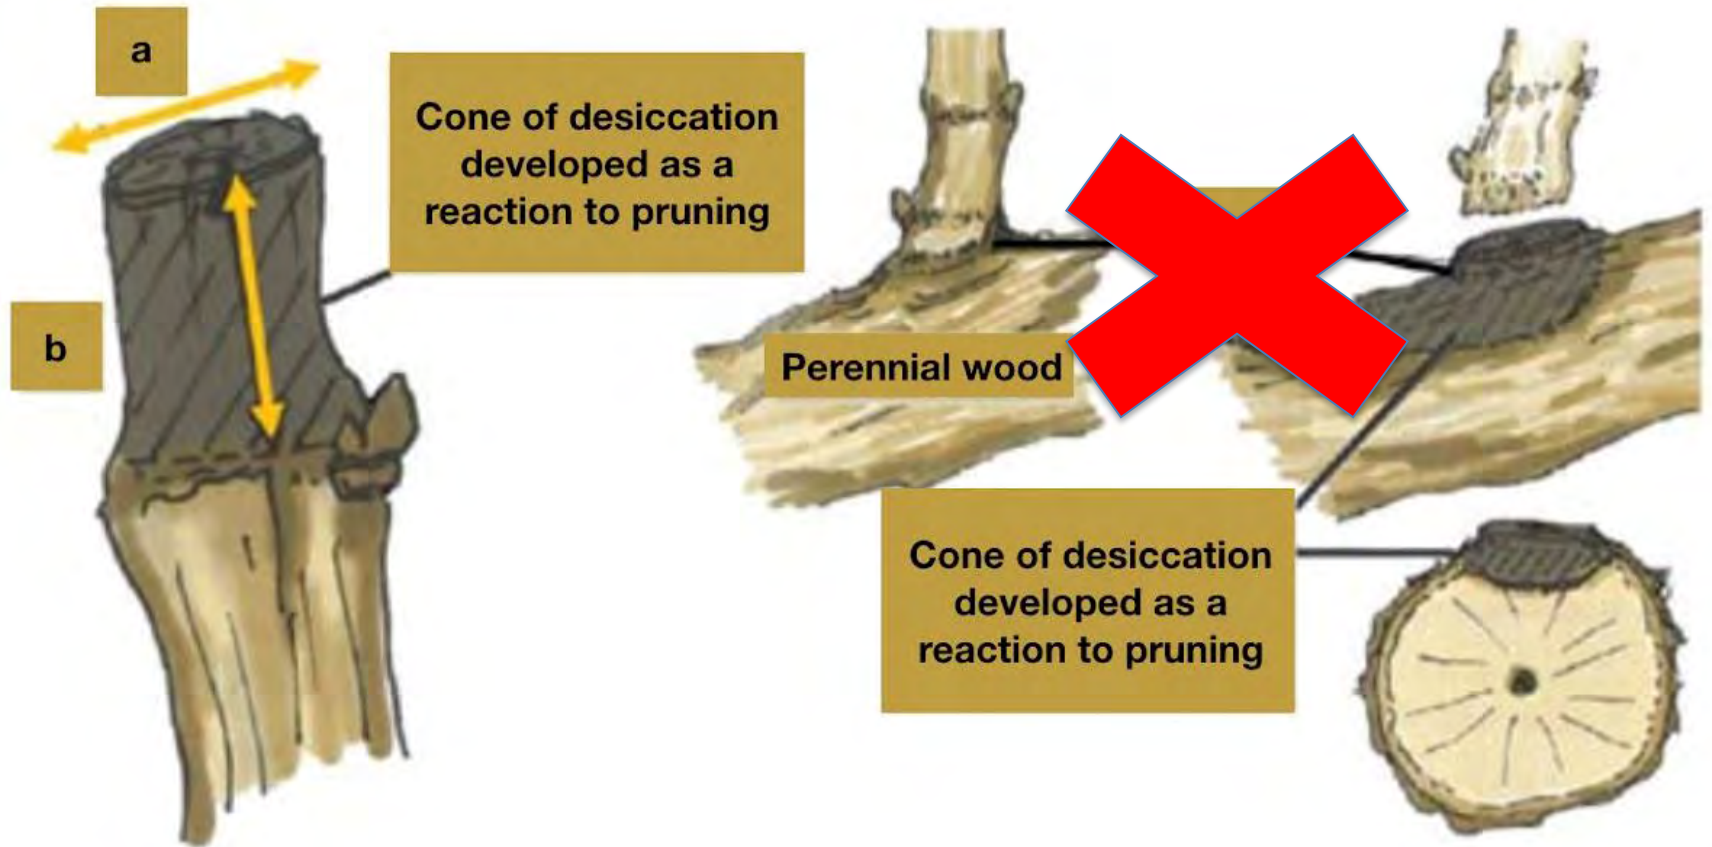 a
Cone of desiccation
developed as a
reaction to pruning
b
Perennial wood
Cone of desiccation
developed as a
reaction to pruning